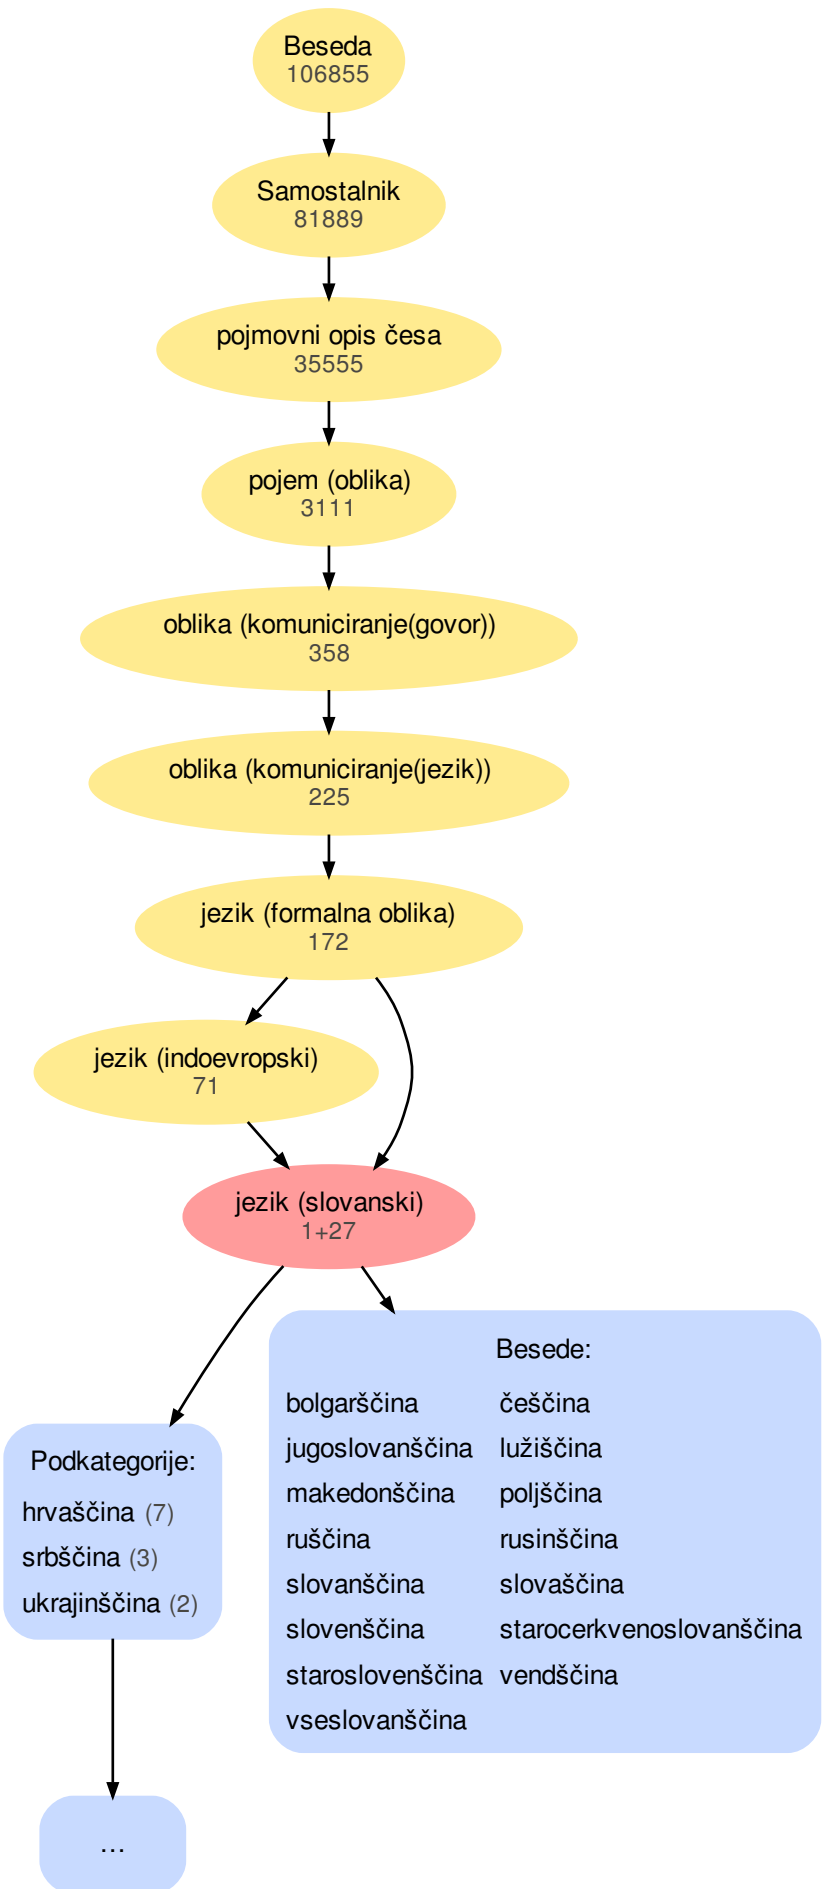 Beseda
106855
Samostalnik
81889
pojmovni opis česa
35555
pojem (oblika)
3111
oblika (komuniciranje(govor))
358
oblika (komuniciranje(jezik))
225
jezik (formalna oblika)
172
jezik (indoevropski)
71
jezik (slovanski)
1+27
Podkategorije:
hrvaščina (7)
srbščina (3)
ukrajinščina (2)
...
Besede:
bolgarščina češčina
jugoslovanščina lužiščina
makedonščina poljščina
ruščina rusinščina
slovanščina slovaščina
slovenščina starocerkvenoslovanščina
staroslovenščina vendščina
vseslovanščina